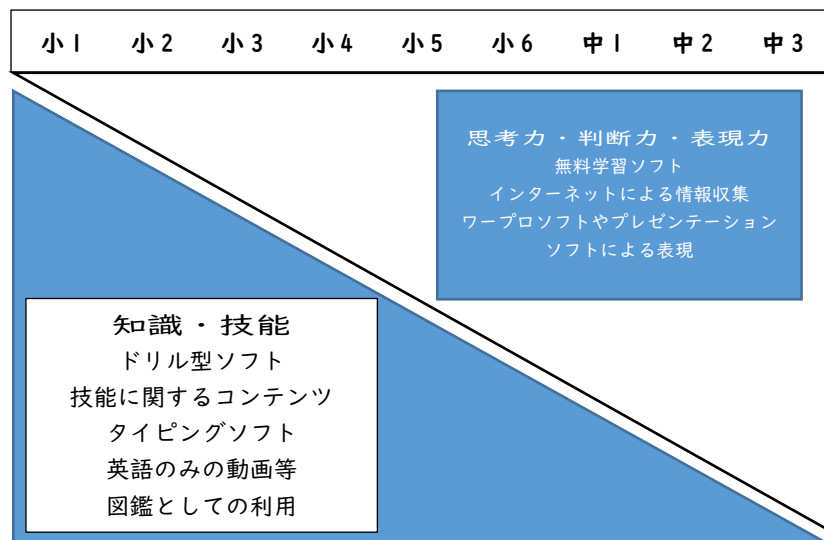 小1 小2 小3 小4 小5 小6 中1 中2 中3
思考力・判断力・表現力
無料学習ソフト
インターネットによる情報収集
ワープロソフトやプレゼンテーション
ソフトによる表現
知識・技能
ドリル型ソフト
技能に関するコンテンツ
タイピングソフト
英語のみの動画等
図鑑としての利用